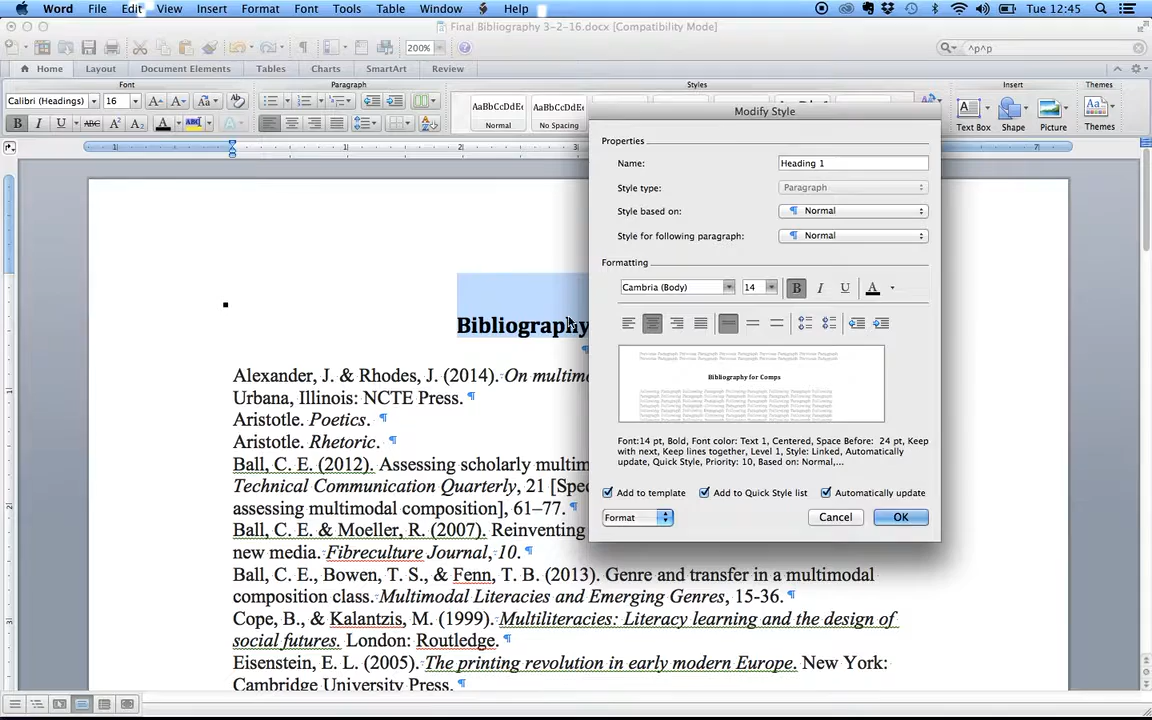 Word File Edit View Insert Format Font Tools Table Window Help Tue 12:45
Final Bibliography 3-2-16.docx [Compatibility Mode]
200% ^p^p
Home Layout Document Elements Tables Charts SmartArt Review
Font Paragraph Styles Insert Themes
Calibri (Headings) 16
AaBbCcDdEe AaBbCcDdEe
Normal No Spacing Text Box Shape Picture Themes
Modify Style
Properties
Name: Heading 1
Style type: Paragraph
Style based on: Normal
Style for following paragraph: Normal
Formatting
Cambria (Body) 14
Bibliography for Comps
Font:14 pt, Bold, Font color: Text 1, Centered, Space Before: 24 pt, Keep
with next, Keep lines together, Level 1, Style: Linked, Automatically
update, Quick Style, Priority: 10, Based on: Normal,...
Add to template Add to Quick Style list Automatically update
Format Cancel OK
Bibliography
Alexander, J. & Rhodes, J. (2014). On multimo
Urbana, Illinois: NCTE Press.
Aristotle. Poetics.
Aristotle. Rhetoric.
Ball, C. E. (2012). Assessing scholarly multim
Technical Communication Quarterly, 21 [Spec
assessing multimodal composition], 61–77.
Ball, C. E. & Moeller, R. (2007). Reinventing
new media. Fibreculture Journal, 10.
Ball, C. E., Bowen, T. S., & Fenn, T. B. (2013). Genre and transfer in a multimodal
composition class. Multimodal Literacies and Emerging Genres, 15-36.
Cope, B., & Kalantzis, M. (1999). Multiliteracies: Literacy learning and the design of
social futures. London: Routledge.
Eisenstein, E. L. (2005). The printing revolution in early modern Europe. New York:
Cambridge University Press.